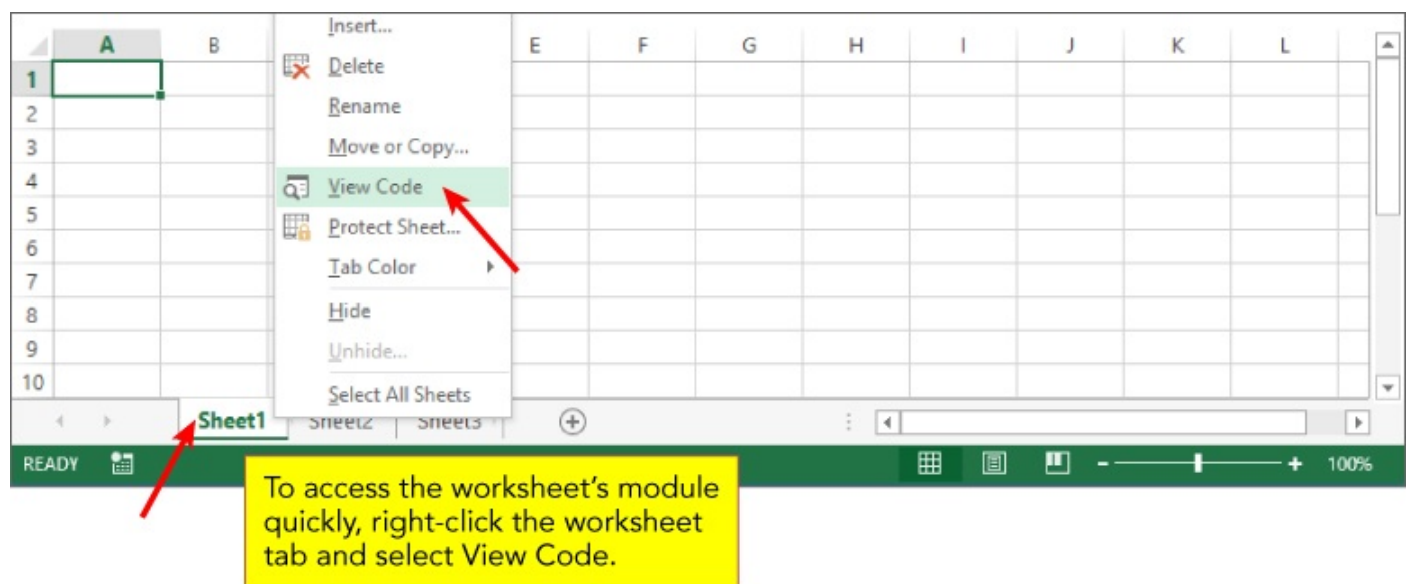 Insert...
A B E F G H I J K L
Delete
1
Rename
2
Move or Copy...
3
View Code
4
Protect Sheet...
5
6
Tab Color
7
Hide
8
Unhide...
9
10
Select All Sheets
Sheet1 Sheet2 Sheet3
READY 100%
To access the worksheet’s module
quickly, right-click the worksheet
tab and select View Code.